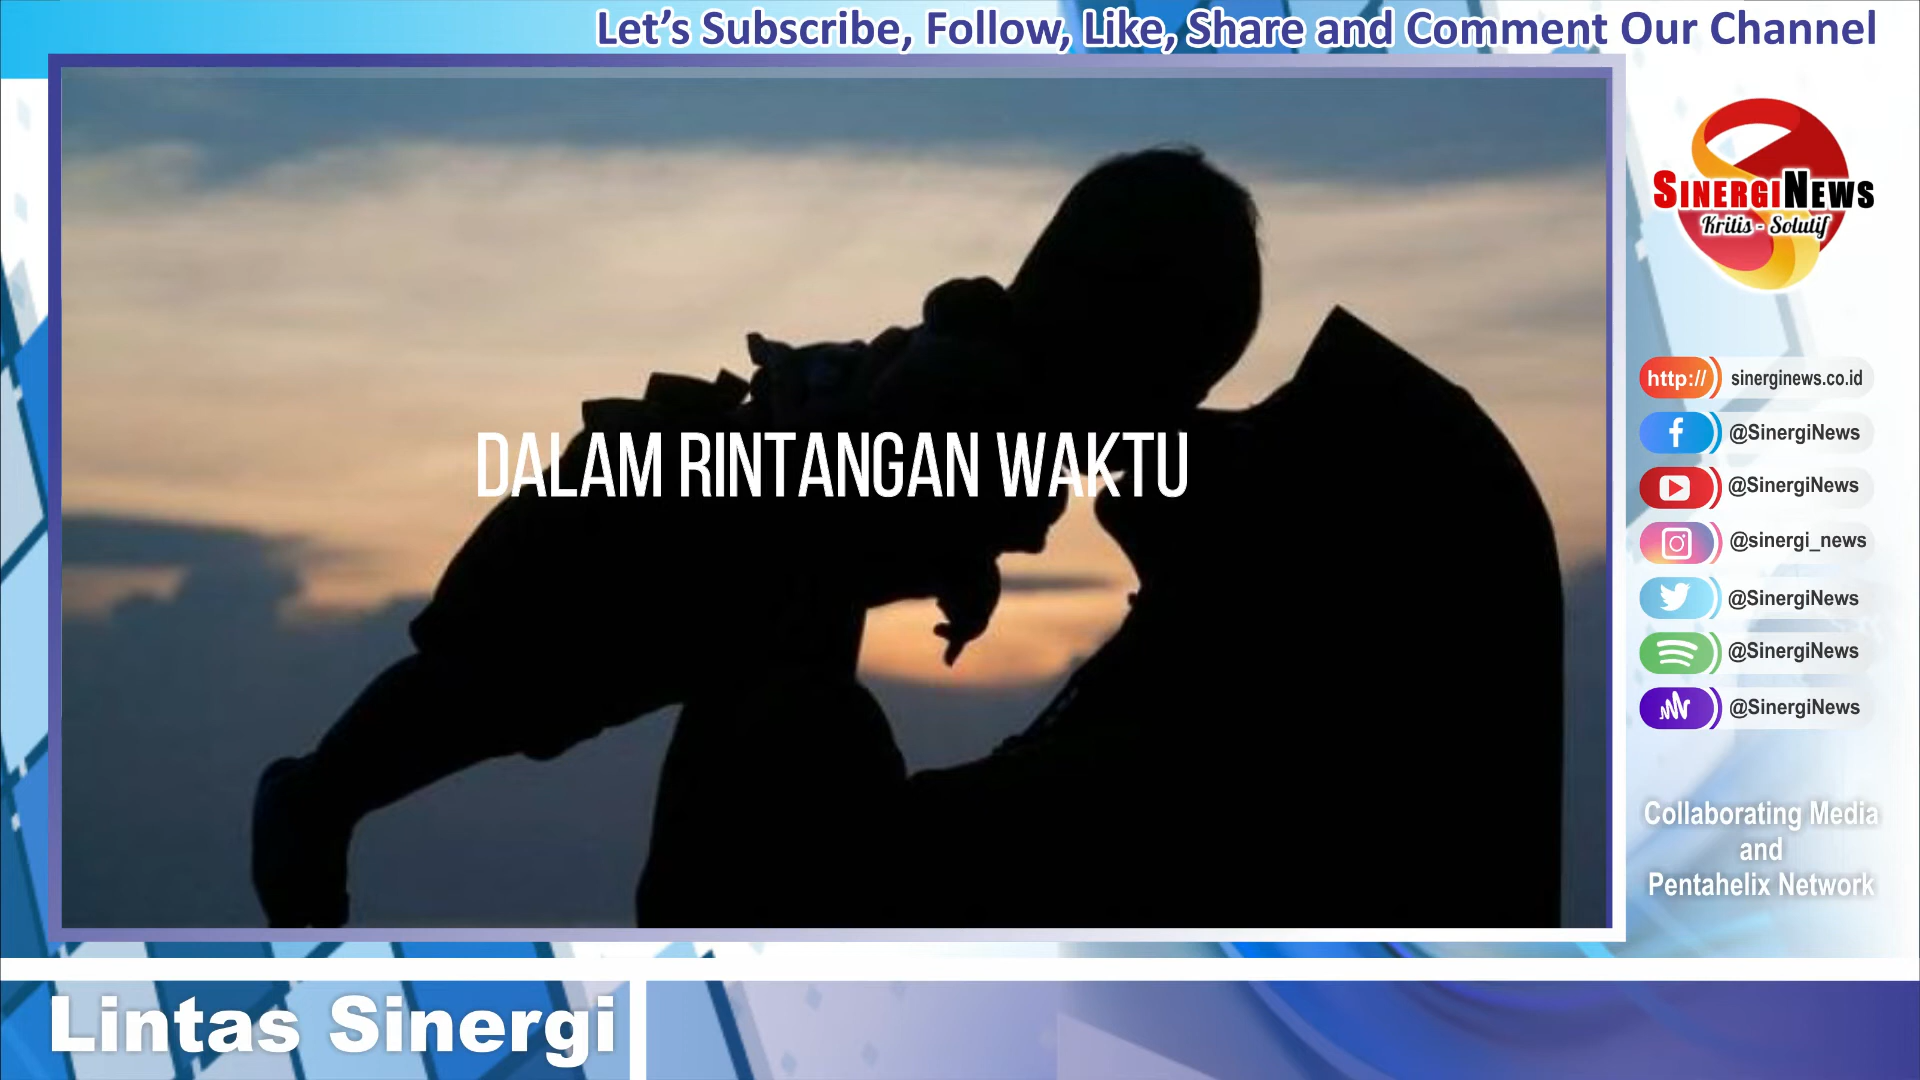 Let's Subscribe, Follow, Like, Share and Comment Our Channel
SINERGINEWS
Kritis - Solutif
DALAM RINTANGAN WAKTU
http:// sinerginews.co.id
@SinergiNews
@SinergiNews
@sinergi_news
@SinergiNews
@SinergiNews
@SinergiNews
Collaborating Media
and
Pentahelix Network
Lintas Sinergi